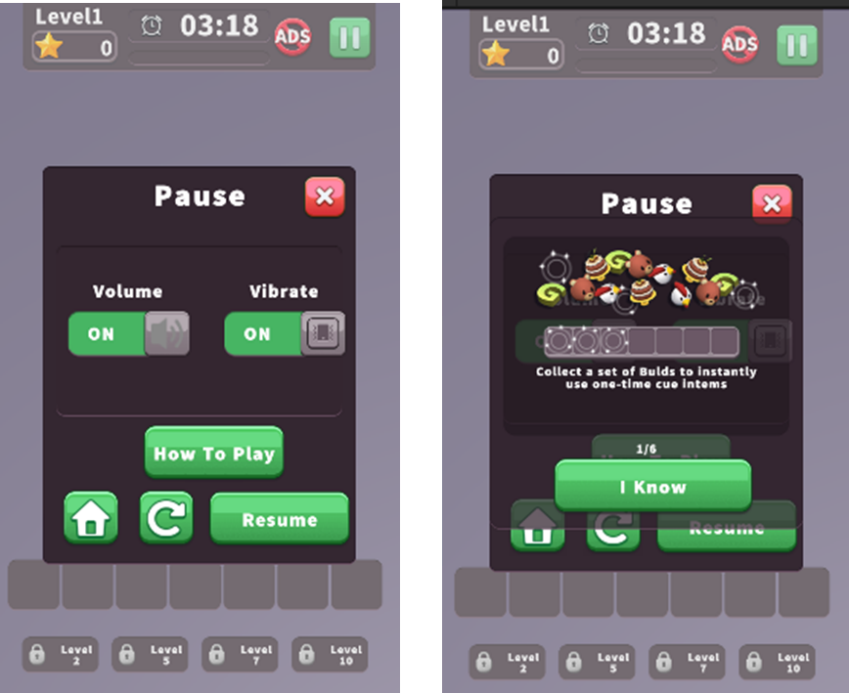 Level1
0
03:18
ADS
Pause
Volume
Vibrate
ON
ON
How To Play
Resume
Level
2
Level
5
Level
7
Level
10
Level1
0
03:18
ADS
Pause
Collect a set of Bulds to instantly
use one-time cue intems
1/6
I Know
Resume
Level
2
Level
5
Level
7
Level
10